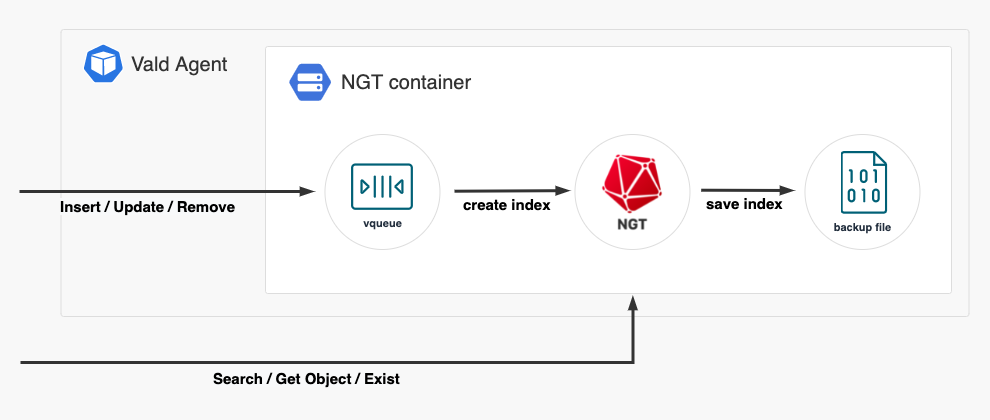 Vald Agent
NGT container
Insert / Update / Remove
vqueue
create index
NGT
save index
101
010
backup file
Search / Get Object / Exist